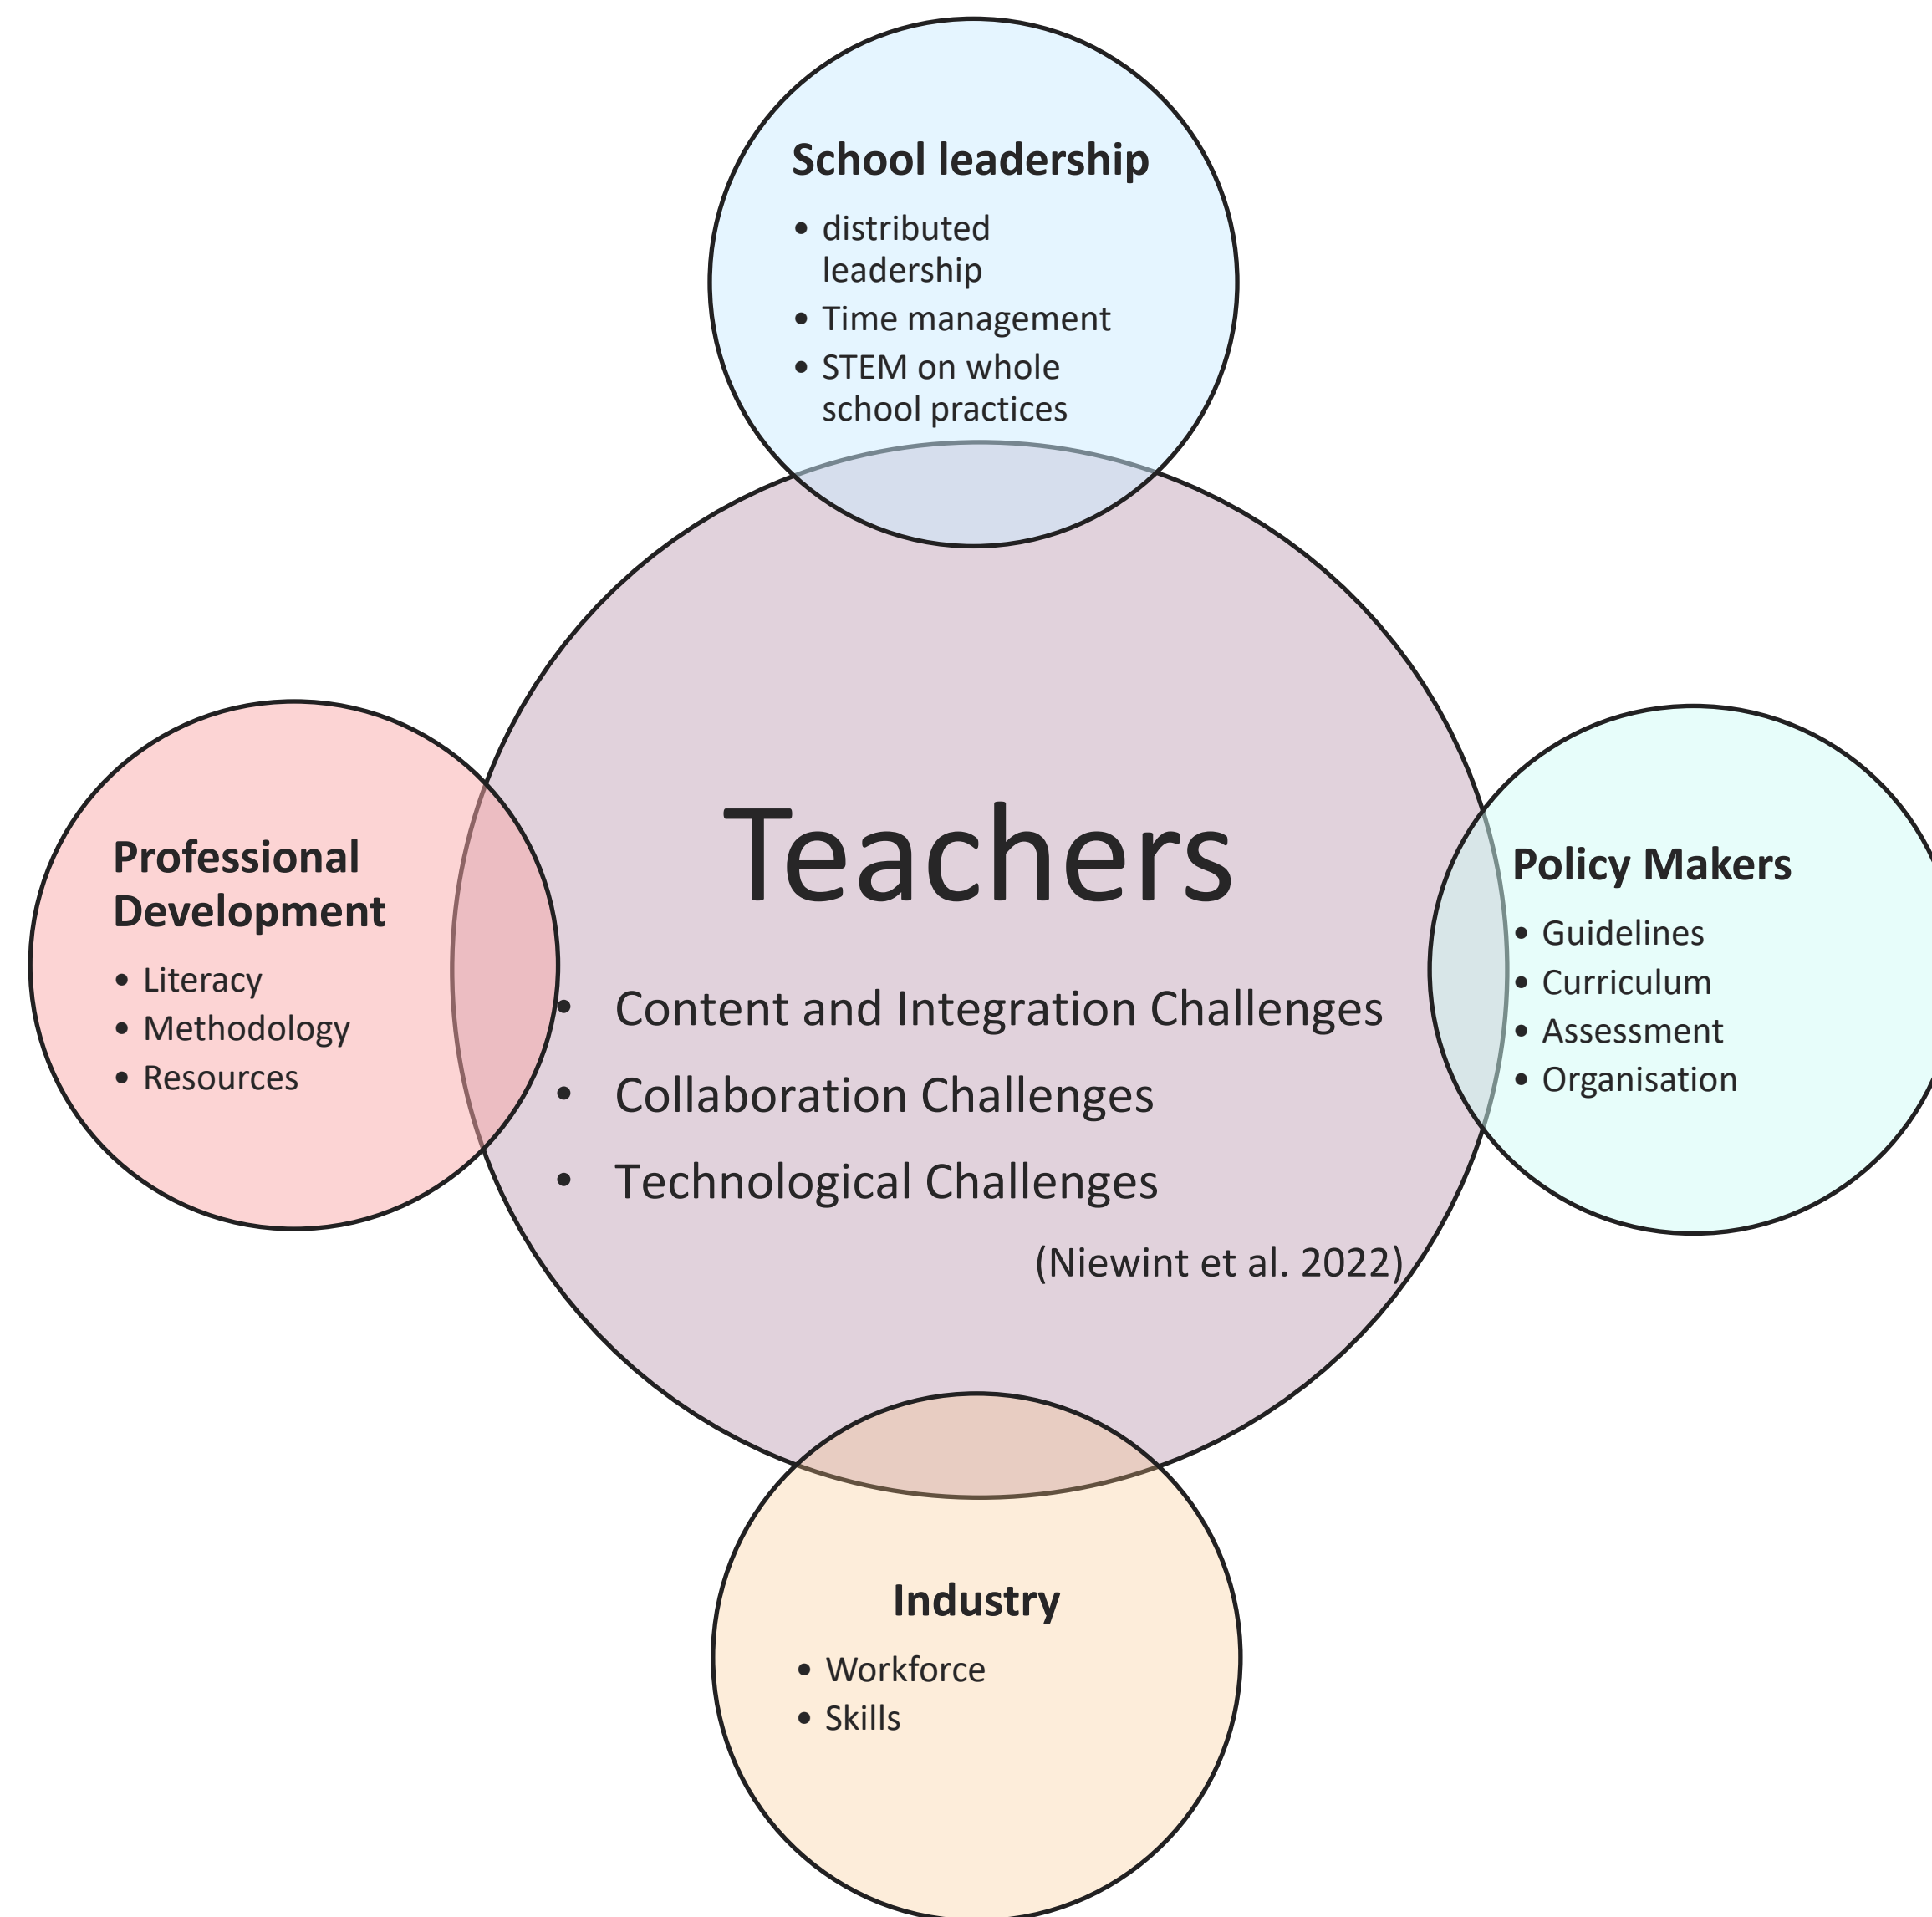 School leadership
• distributed
leadership
• Time management
• STEM on whole
school practices
Professional
Development
• Literacy
• Methodology
• Resources
Teachers
• Content and Integration Challenges
• Collaboration Challenges
• Technological Challenges
(Niewint et al. 2022)
Policy Makers
• Guidelines
• Curriculum
• Assessment
• Organisation
Industry
• Workforce
• Skills